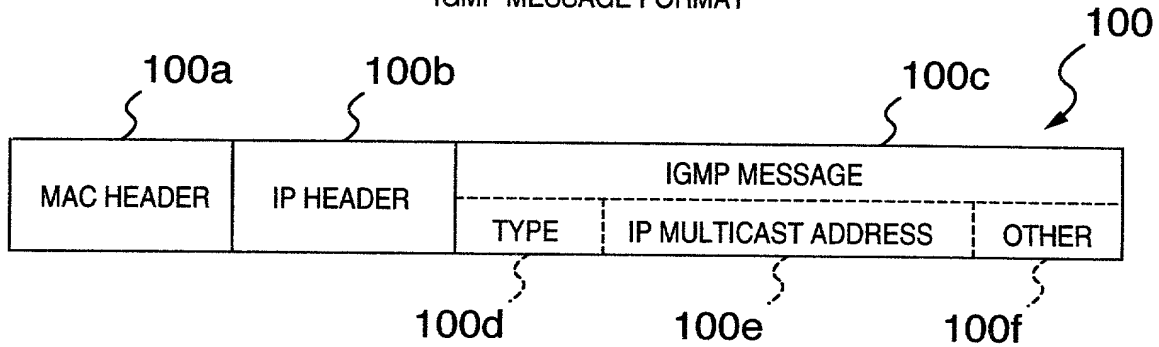 IGMP MESSAGE FORMAT
100
100a
100b
100c
MAC HEADER
IP HEADER
IGMP MESSAGE
TYPE
IP MULTICAST ADDRESS
OTHER
100d
100e
100f